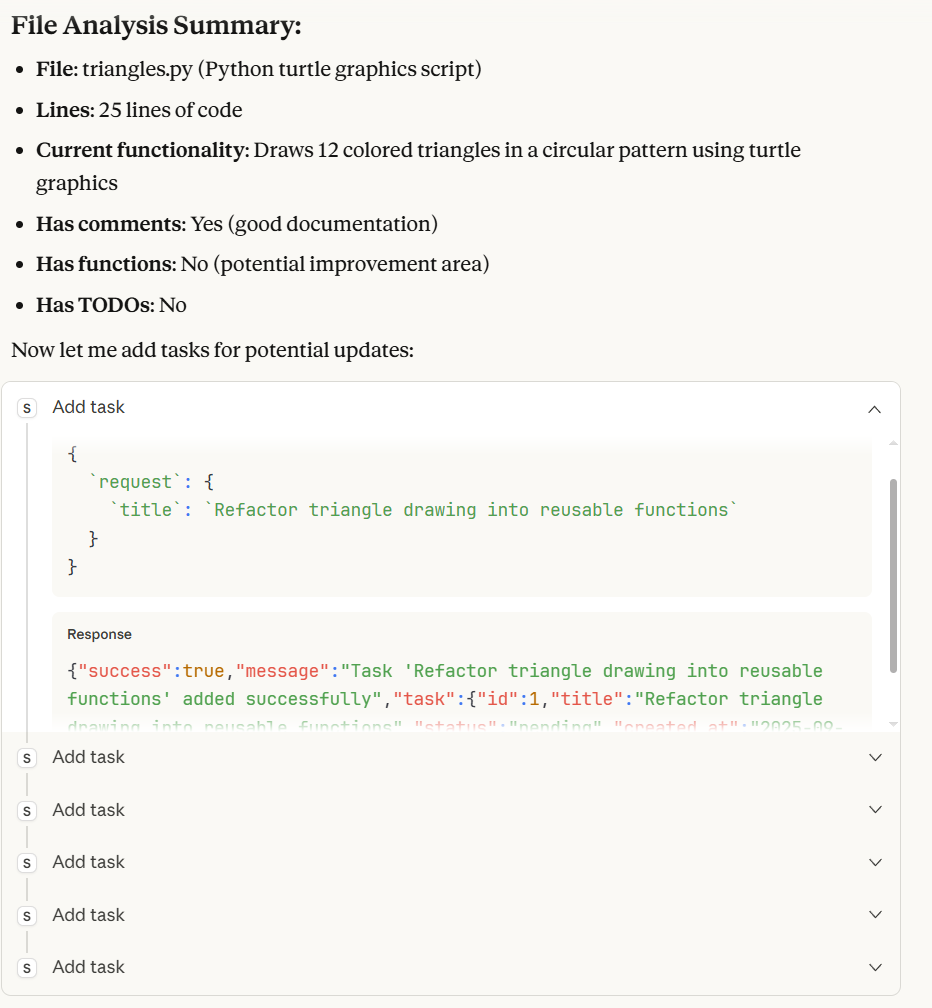 File Analysis Summary:
• File: triangles.py (Python turtle graphics script)
• Lines: 25 lines of code
• Current functionality: Draws 12 colored triangles in a circular pattern using turtle
graphics
• Has comments: Yes (good documentation)
• Has functions: No (potential improvement area)
• Has TODOs: No
Now let me add tasks for potential updates:
S Add task
{
  `request`: {
    `title`: `Refactor triangle drawing into reusable functions`
  }
}
Response
{"success":true,"message":"Task 'Refactor triangle drawing into reusable
functions' added successfully","task":{"id":1,"title":"Refactor triangle
drawing into reusable functions","status":"pending","created_at":"2025-09-
S Add task
S Add task
S Add task
S Add task
S Add task